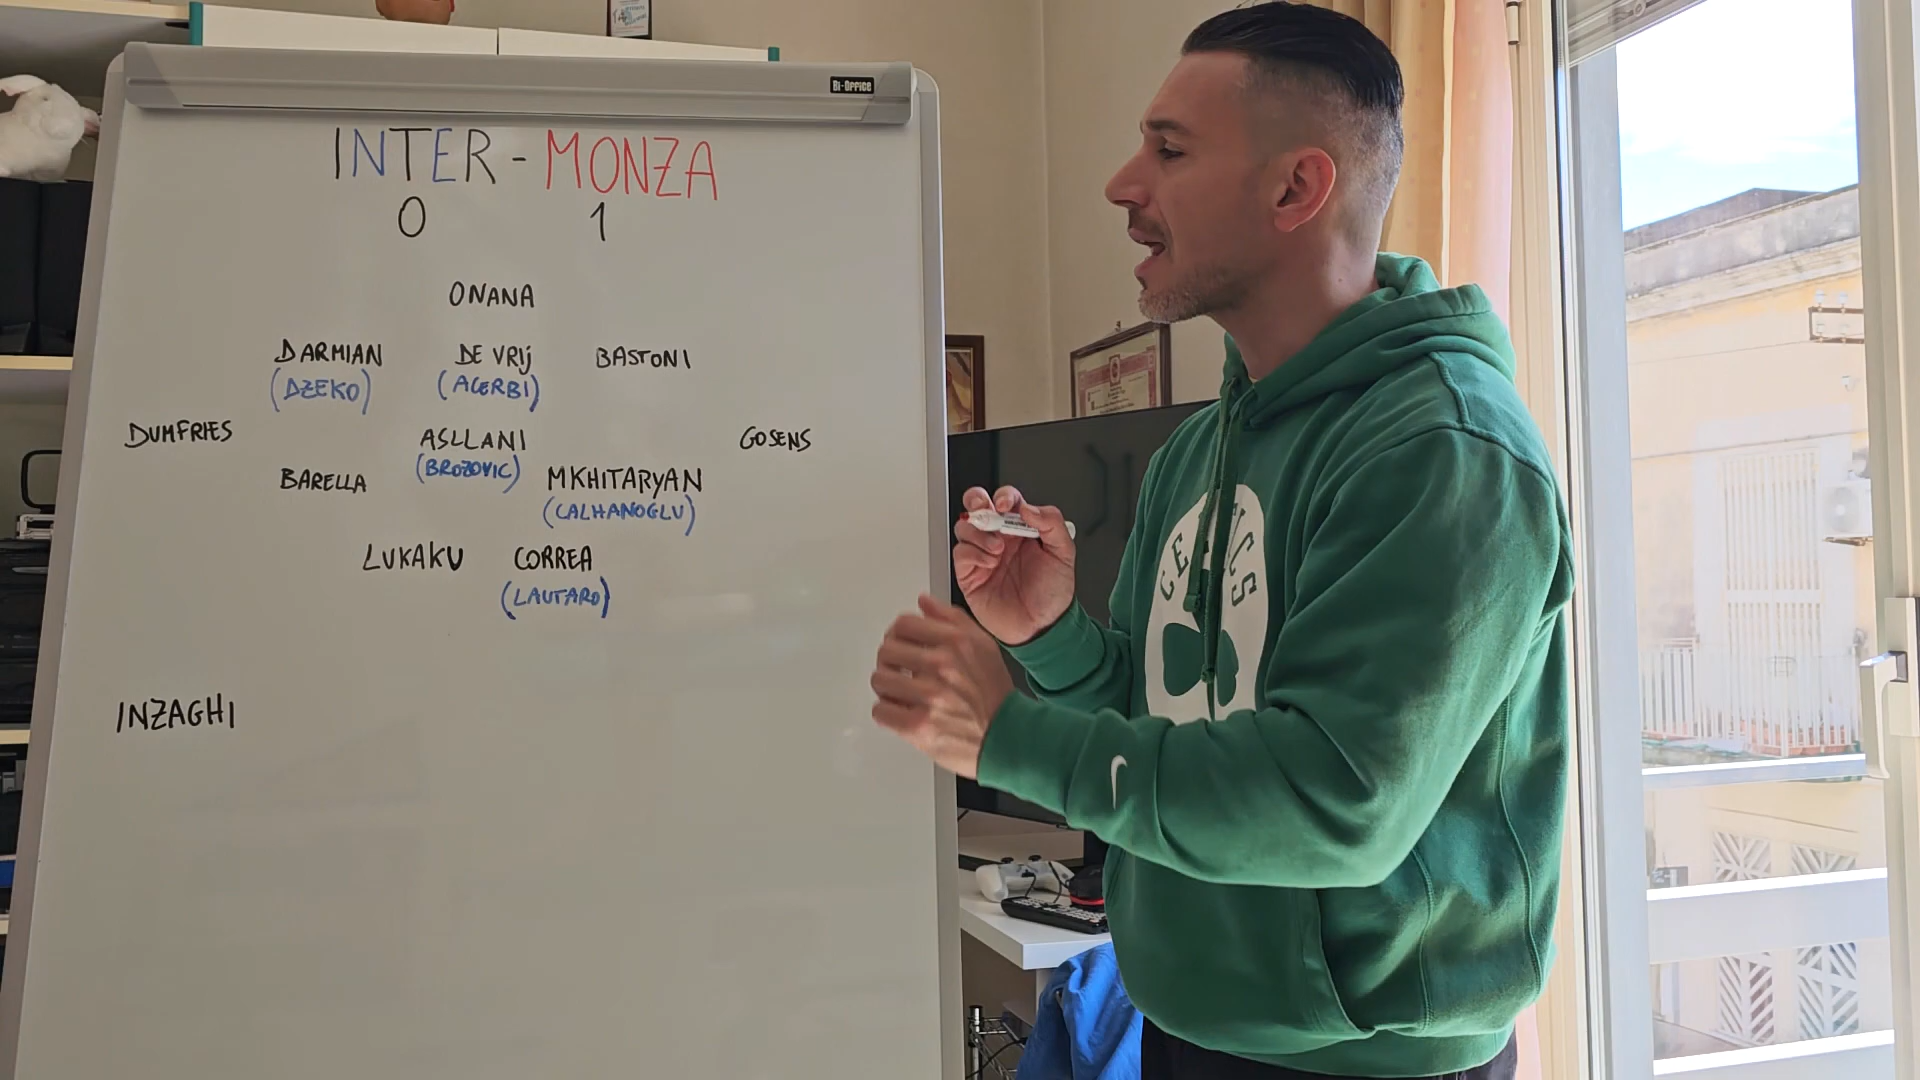 Bi-Office
INTER - MONZA
0 1
ONANA
DARMIAN DE VRIJ BASTONI
(DZEKO) (ACERBI)
DUMFRIES ASLLANI GOSENS
(BROZOVIC)
BARELLA MKHITARYAN
(CALHANOGLU)
LUKAKU CORREA
(LAUTARO)
INZAGHI
CELTICS